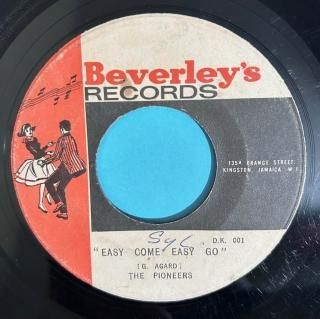 Beverley's
RECORDS
135A ORANGE STREET,
KINGSTON, JAMAICA W.I.
Syl
D.K. 001
"EASY COME EASY GO"
[G. AGARD]
THE PIONEERS